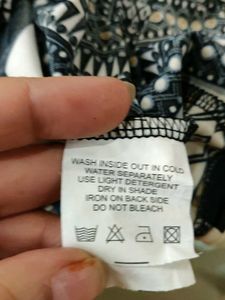 WASH INSIDE OUT IN COLD
WATER SEPARATELY
USE LIGHT DETERGENT
DRY IN SHADE
IRON ON BACK SIDE
DO NOT BLEACH